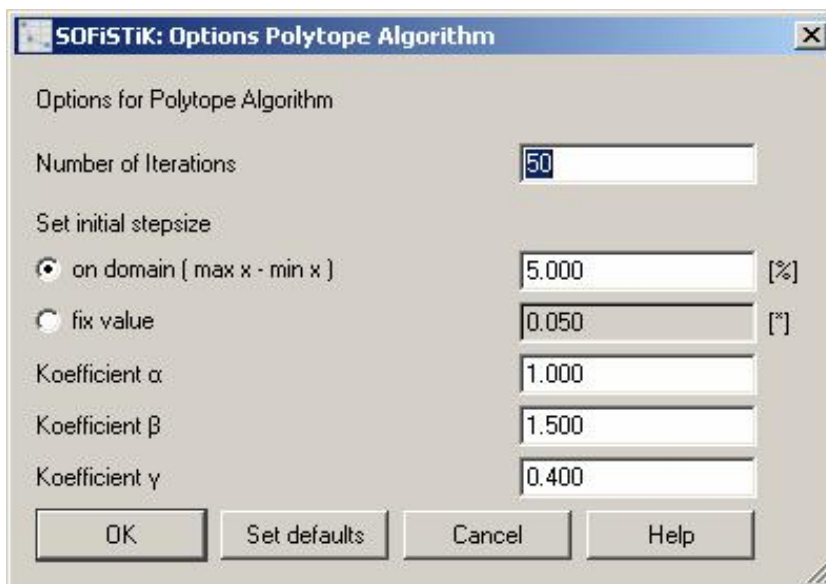 SOFiSTiK: Options Polytope Algorithm
Options for Polytope Algorithm
Number of Iterations 50
Set initial stepsize
on domain ( max x - min x ) 5.000 [%]
fix value 0.050 [*]
Koefficient α 1.000
Koefficient β 1.500
Koefficient γ 0.400
OK Set defaults Cancel Help